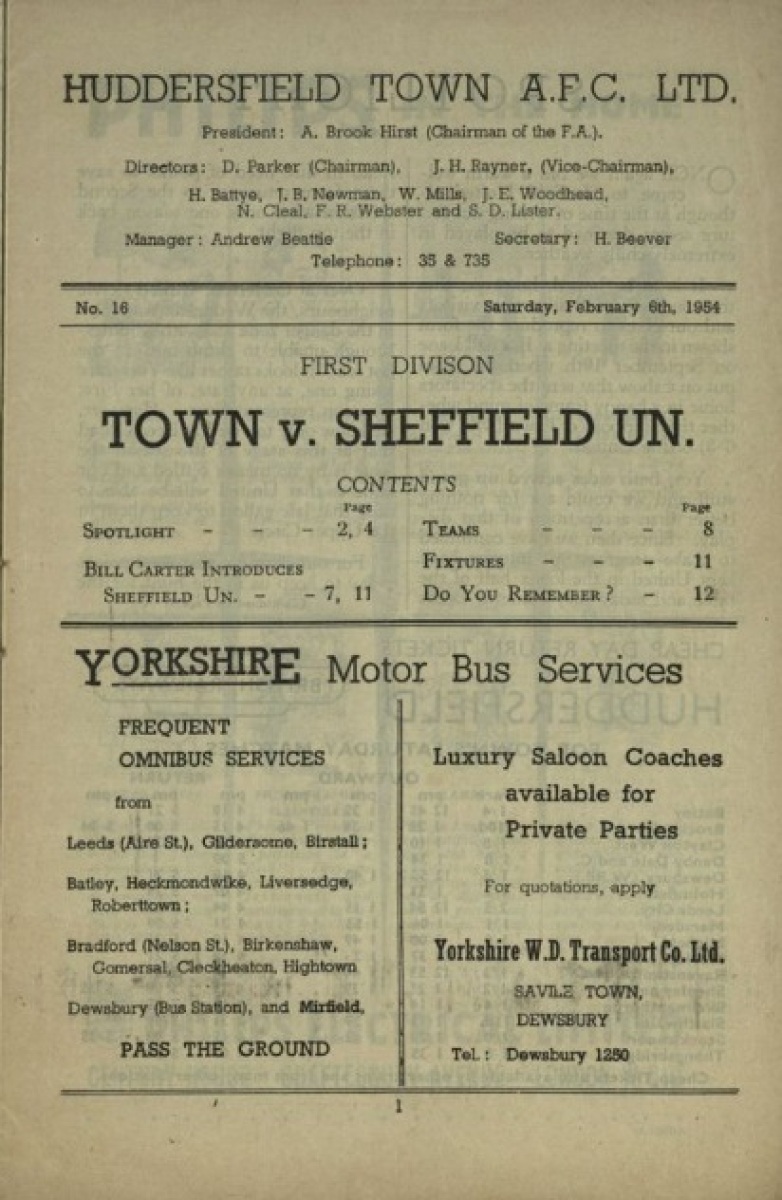 HUDDERSFIELD TOWN A.F.C. LTD.
President: A. Brook Hirst (Chairman of the F.A.).
Directors: D. Parker (Chairman), J. H. Rayner, (Vice-Chairman),
H. Battye, J. B. Newman, W. Mills, J. E. Woodhead,
N. Cleal, F. R. Webster and S. D. Lister.
Manager: Andrew Beattie Secretary: H. Beever
Telephone: 35 & 735
No. 16 Saturday, February 6th, 1954
FIRST DIVISON
TOWN v. SHEFFIELD UN.
CONTENTS
Page Page
SPOTLIGHT - - - 2, 4 TEAMS - - - 8
BILL CARTER INTRODUCES FIXTURES - - - 11
SHEFFIELD UN. - - 7, 11 DO YOU REMEMBER? - 12
YORKSHIRE Motor Bus Services
FREQUENT
OMNIBUS SERVICES
from
Leeds (Aire St.), Gildersome, Birstall;
Batley, Heckmondwike, Liversedge,
Roberttown;
Bradford (Nelson St.), Birkenshaw,
Gomersal, Cleckheaton, Hightown
Dewsbury (Bus Station), and Mirfield,
PASS THE GROUND
Luxury Saloon Coaches
available for
Private Parties
For quotations, apply
Yorkshire W.D. Transport Co. Ltd.
SAVILE TOWN,
DEWSBURY
Tel.: Dewsbury 1250
1